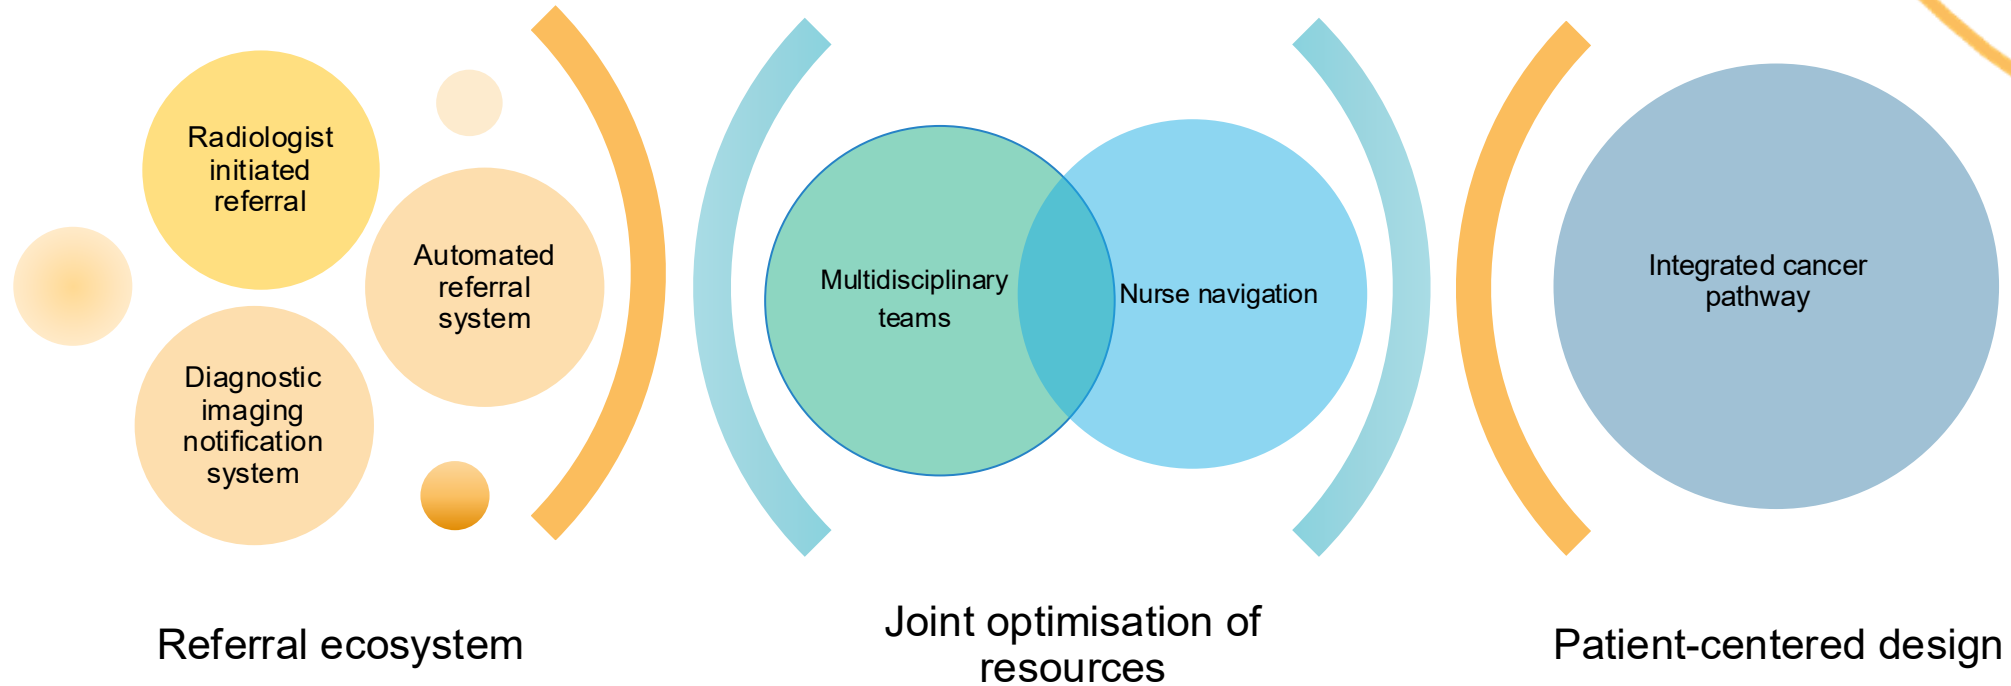 Radiologist
initiated
referral
Automated
referral
system
Diagnostic
imaging
notification
system
Referral ecosystem
Multidisciplinary
teams
Nurse navigation
Joint optimisation of
resources
Integrated cancer
pathway
Patient-centered design